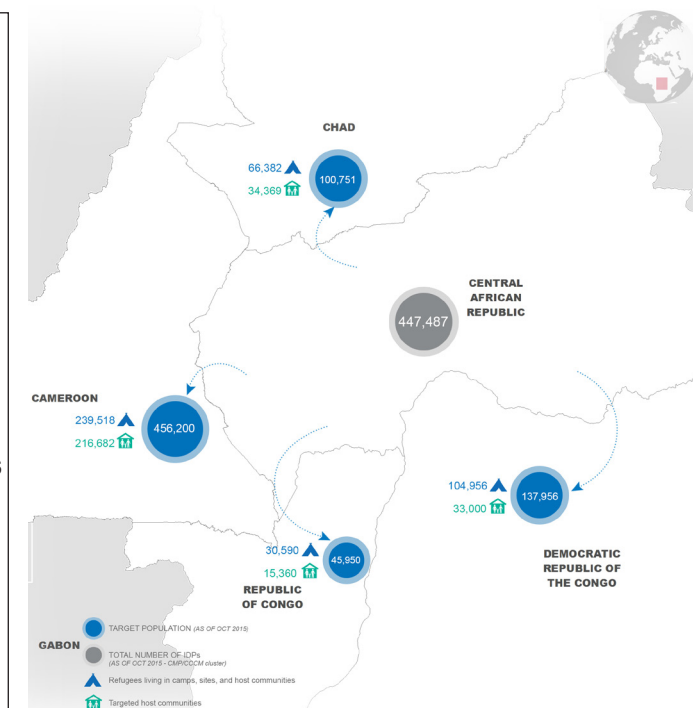 CHAD
66,382
34,369
100,751
CENTRAL
AFRICAN
REPUBLIC
447,487
CAMEROON
239,518
216,682
456,200
104,956
33,000
137,956
DEMOCRATIC
REPUBLIC OF
THE CONGO
30,590
15,360
45,950
REPUBLIC
OF CONGO
GABON
TARGET POPULATION (AS OF OCT 2015)
TOTAL NUMBER OF IDPs
(AS OF OCT 2015 - CMP/CCCM cluster)
Refugees living in camps, sites, and host communities
Targeted host communities